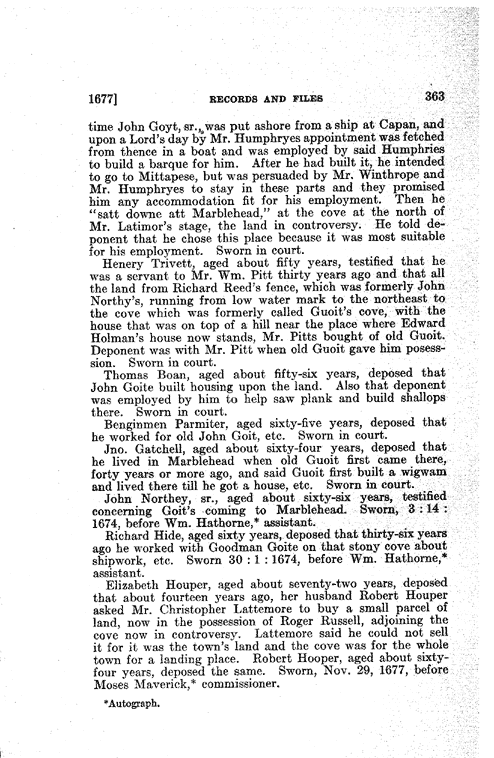 1677] RECORDS AND FILES 363
time John Goyt, sr., was put ashore from a ship at Capan, and
upon a Lord's day by Mr. Humphryes appointment was fetched
from thence in a boat and was employed by said Humphries
to build a barque for him. After he had built it, he intended
to go to Mittapese, but was persuaded by Mr. Winthrope and
Mr. Humphryes to stay in these parts and they promised
him any accommodation fit for his employment. Then he
"satt downe att Marblehead," at the cove at the north of
Mr. Latimor's stage, the land in controversy. He told de-
ponent that he chose this place because it was most suitable
for his employment. Sworn in court.
Henery Trivett, aged about fifty years, testified that he
was a servant to Mr. Wm. Pitt thirty years ago and that all
the land from Richard Reed's fence, which was formerly John
Northy's, running from low water mark to the northeast to
the cove which was formerly called Guoit's cove, with the
house that was on top of a hill near the place where Edward
Holman's house now stands, Mr. Pitts bought of old Guoit.
Deponent was with Mr. Pitt when old Guoit gave him posess-
sion. Sworn in court.
Thomas Boan, aged about fifty-six years, deposed that
John Goite built housing upon the land. Also that deponent
was employed by him to help saw plank and build shallops
there. Sworn in court.
Benginmen Parmiter, aged sixty-five years, deposed that
he worked for old John Goit, etc. Sworn in court.
Jno. Gatchell, aged about sixty-four years, deposed that
he lived in Marblehead when old Guoit first came there,
forty years or more ago, and said Guoit first built a wigwam
and lived there till he got a house, etc. Sworn in court.
John Northey, sr., aged about sixty-six years, testified
concerning Goit's coming to Marblehead. Sworn, 3 : 14 :
1674, before Wm. Hathorne,* assistant.
Richard Hide, aged sixty years, deposed that thirty-six years
ago he worked with Goodman Goite on that stony cove about
shipwork, etc. Sworn 30 : 1 : 1674, before Wm. Hathorne,*
assistant.
Elizabeth Houper, aged about seventy-two years, deposed
that about fourteen years ago, her husband Robert Houper
asked Mr. Christopher Lattemore to buy a small parcel of
land, now in the possession of Roger Russell, adjoining the
cove now in controversy. Lattemore said he could not sell
it for it was the town's land and the cove was for the whole
town for a landing place. Robert Hooper, aged about sixty-
four years, deposed the same. Sworn, Nov. 29, 1677, before
Moses Maverick,* commissioner.
*Autograph.